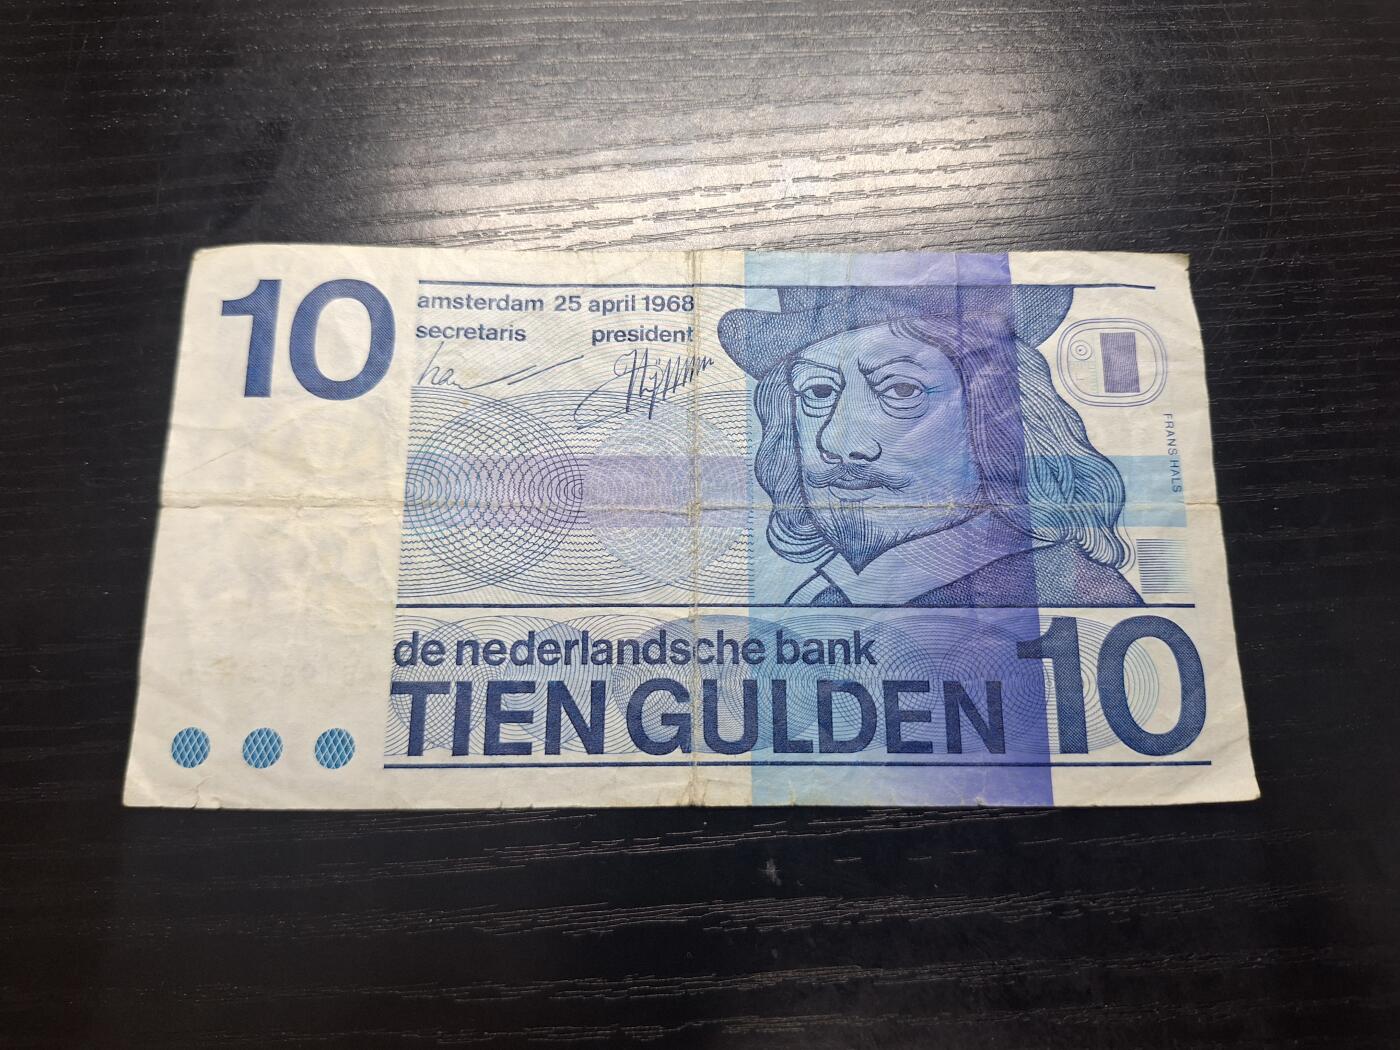 10
amsterdam 25 april 1968
secretaris president
FRANS HALS
de nederlandsche bank
TIEN GULDEN
10